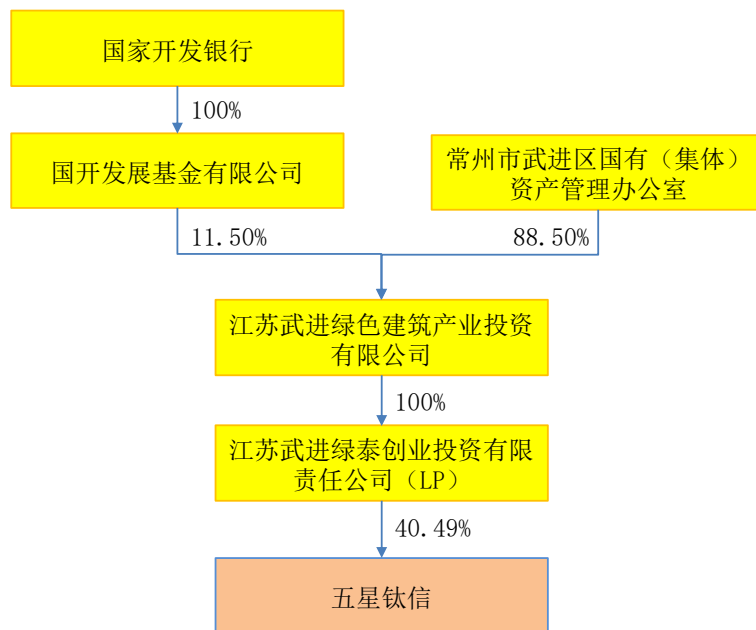 国家开发银行
100%
国开发展基金有限公司
常州市武进区国有（集体）
资产管理办公室
11.50%
88.50%
江苏武进绿色建筑产业投资
有限公司
100%
江苏武进绿泰创业投资有限
责任公司（LP）
40.49%
五星钛信